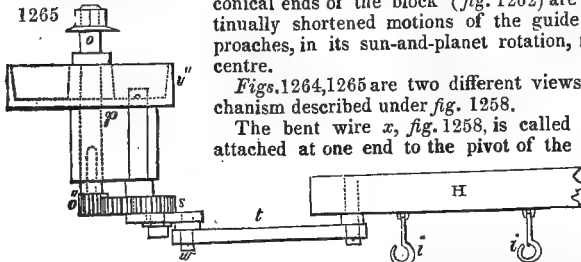 1265
conical ends of the block (fig. 1262) are
tinually shortened motions of the guide
proaches, in its sun-and-planet rotation,
centre.
Figs. 1264, 1265 are two different views
chanism described under fig. 1258.
The bent wire x, fig. 1258, is called
attached at one end to the pivot of the
o
v″
p
o″
s
t
w
H
i
i